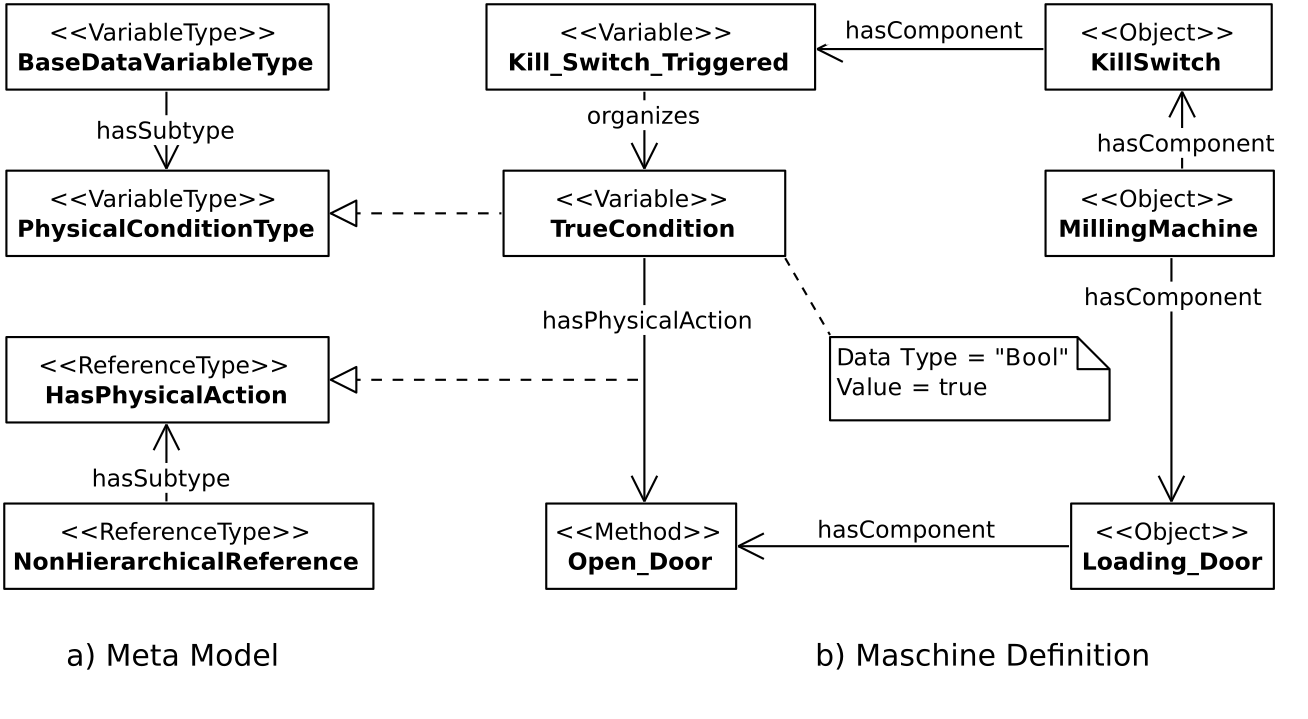 <<VariableType>>
BaseDataVariableType
hasSubtype
<<VariableType>>
PhysicalConditionType
<<ReferenceType>>
HasPhysicalAction
hasSubtype
<<ReferenceType>>
NonHierarchicalReference
a) Meta Model
<<Variable>>
Kill_Switch_Triggered
hasComponent
<<Object>>
KillSwitch
organizes
hasComponent
<<Variable>>
TrueCondition
<<Object>>
MillingMachine
hasComponent
hasPhysicalAction
Data Type = "Bool"
Value = true
<<Method>>
Open_Door
hasComponent
<<Object>>
Loading_Door
b) Maschine Definition